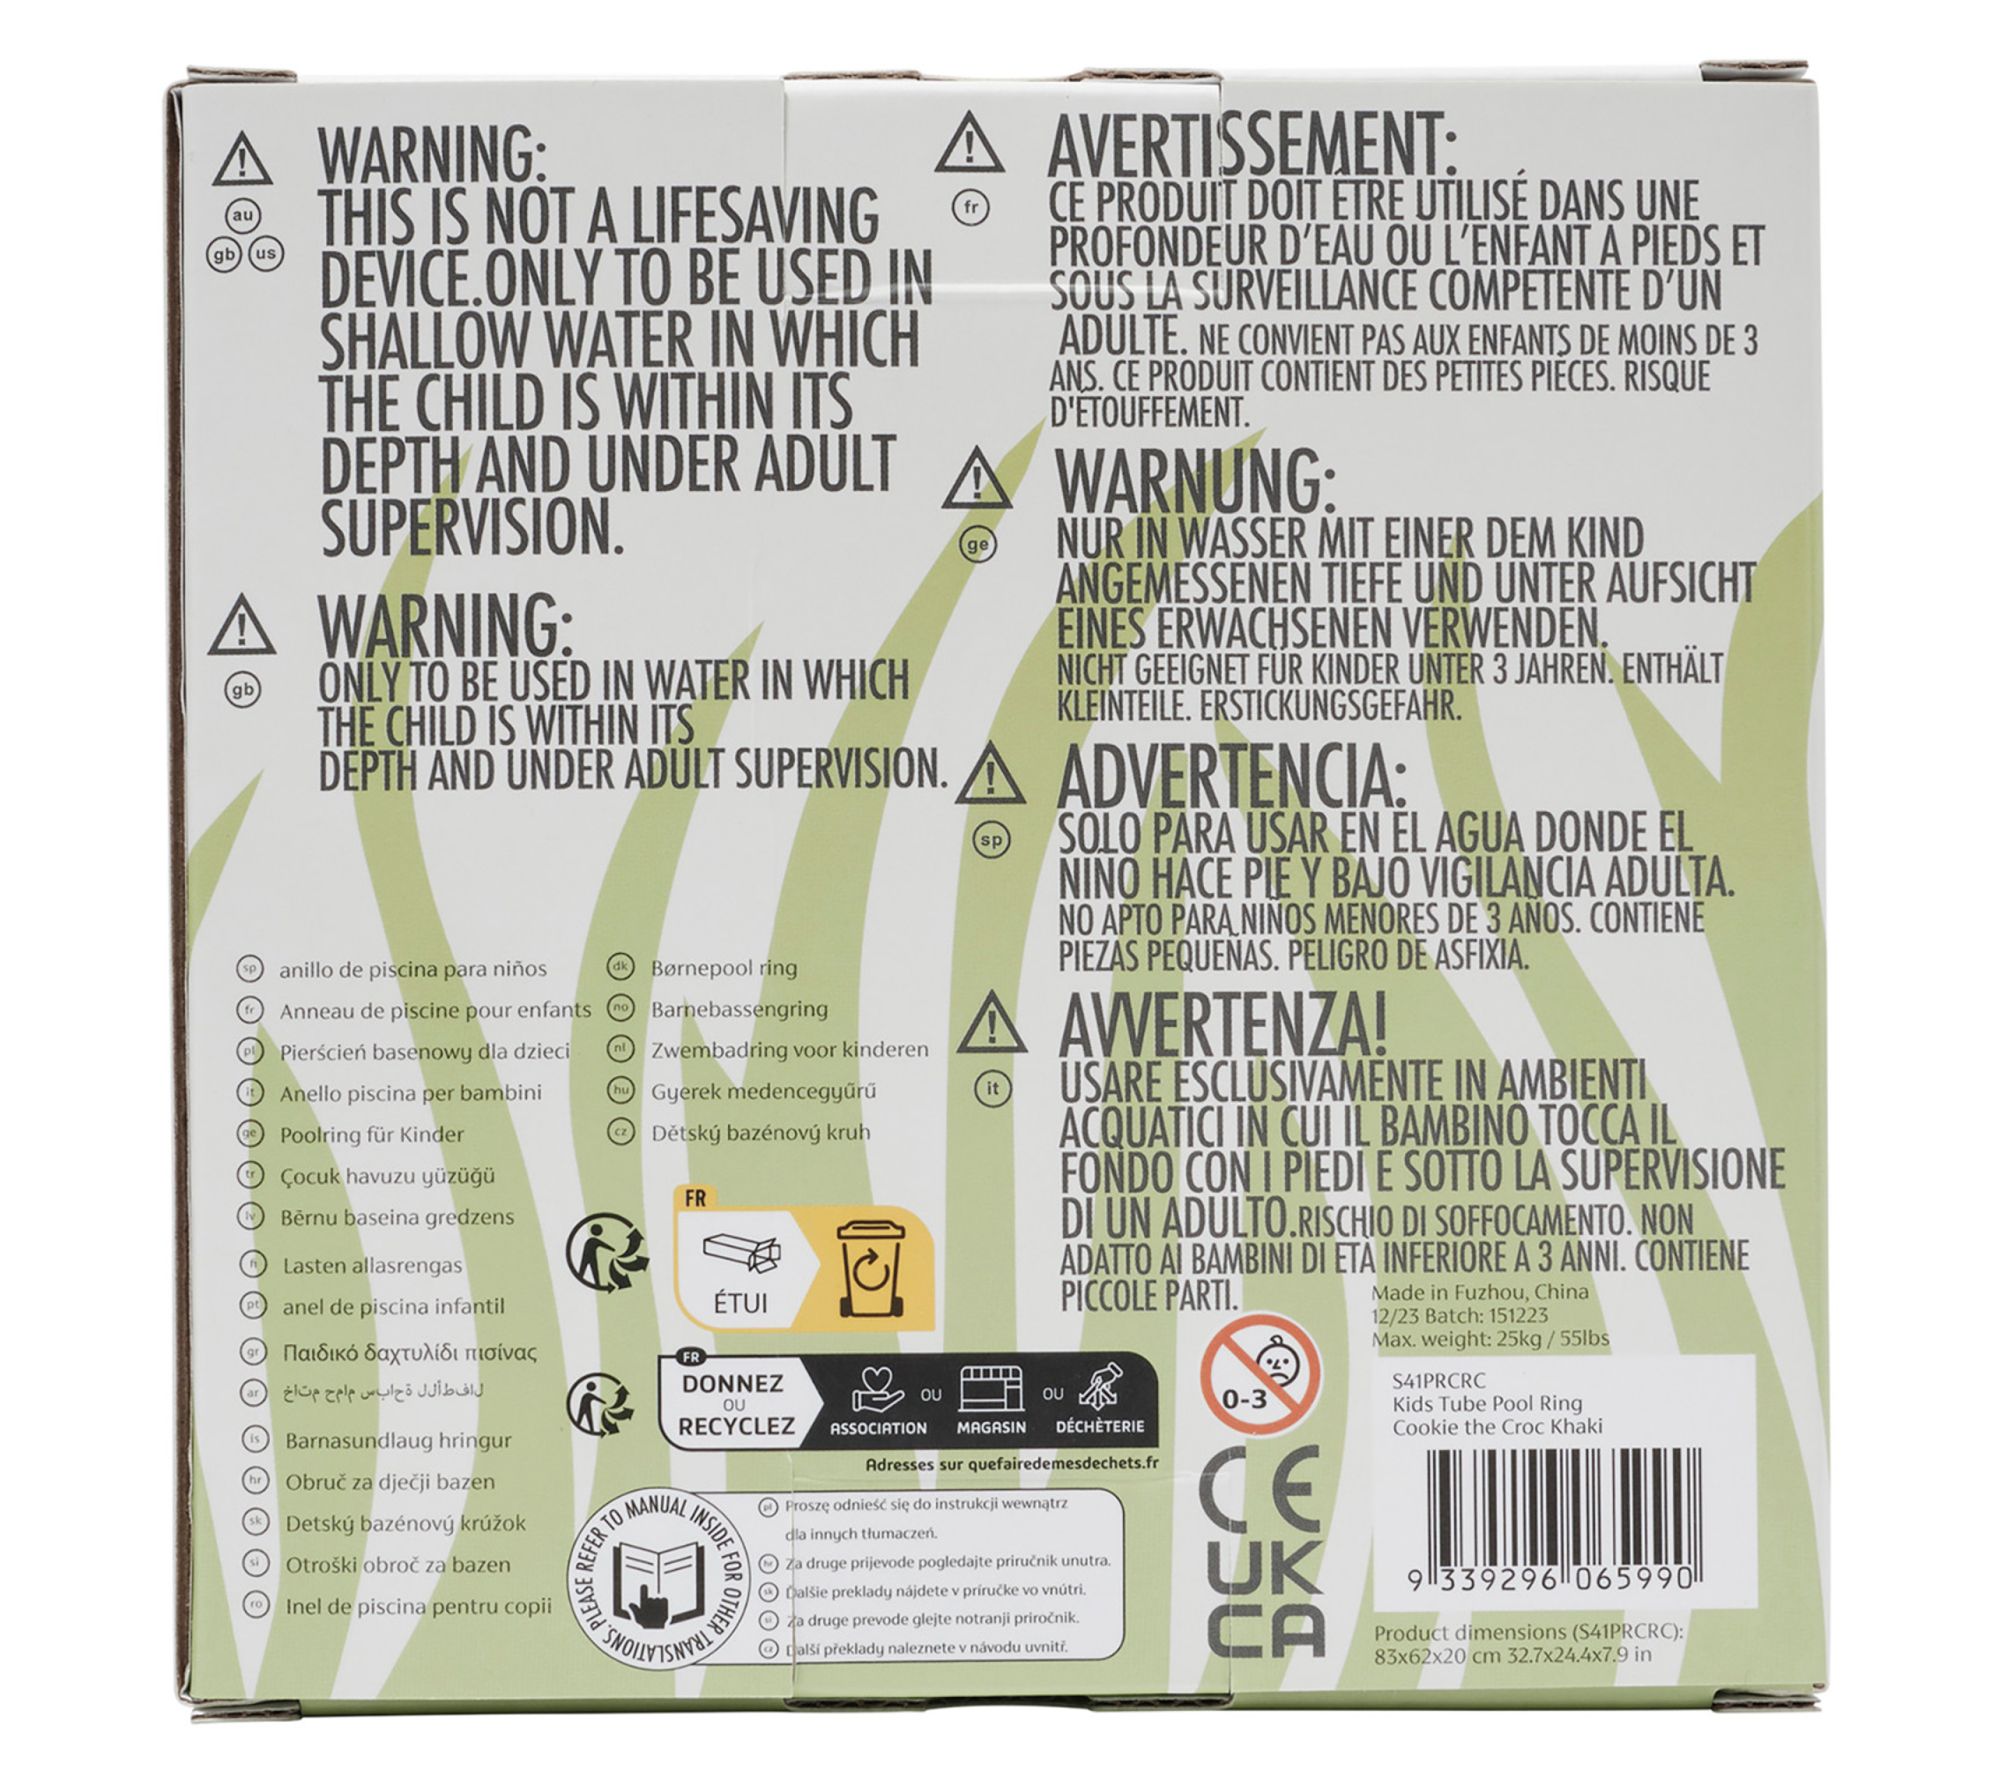 WARNING:
THIS IS NOT A LIFESAVING
DEVICE.ONLY TO BE USED IN
SHALLOW WATER IN WHICH
THE CHILD IS WITHIN ITS
DEPTH AND UNDER ADULT
SUPERVISION.
au
gb us
WARNING:
ONLY TO BE USED IN WATER IN WHICH
THE CHILD IS WITHIN ITS
DEPTH AND UNDER ADULT SUPERVISION.
gb
AVERTISSEMENT:
CE PRODUIT DOIT ÊTRE UTILISÉ DANS UNE
PROFONDEUR D'EAU OU L'ENFANT A PIEDS ET
SOUS LA SURVEILLANCE COMPETENTE D'UN
ADULTE. NE CONVIENT PAS AUX ENFANTS DE MOINS DE 3
ANS. CE PRODUIT CONTIENT DES PETITES PIÈCES. RISQUE
D'ÉTOUFFEMENT.
fr
WARNUNG:
NUR IN WASSER MIT EINER DEM KIND
ANGEMESSENEN TIEFE UND UNTER AUFSICHT
EINES ERWACHSENEN VERWENDEN.
NICHT GEEIGNET FÜR KINDER UNTER 3 JAHREN. ENTHÄLT
KLEINTEILE. ERSTICKUNGSGEFAHR.
ge
ADVERTENCIA:
SOLO PARA USAR EN EL AGUA DONDE EL
NIÑO HACE PIE Y BAJO VIGILANCIA ADULTA.
NO APTO PARA NIÑOS MENORES DE 3 AÑOS. CONTIENE
PIEZAS PEQUEÑAS. PELIGRO DE ASFIXIA.
sp
AVVERTENZA!
USARE ESCLUSIVAMENTE IN AMBIENTI
ACQUATICI IN CUI IL BAMBINO TOCCA IL
FONDO CON I PIEDI E SOTTO LA SUPERVISIONE
DI UN ADULTO.RISCHIO DI SOFFOCAMENTO. NON
ADATTO AI BAMBINI DI ETÀ INFERIORE A 3 ANNI. CONTIENE
PICCOLE PARTI.
it
sp anillo de piscina para niños
fr Anneau de piscine pour enfants
pl Pierścień basenowy dla dzieci
it Anello piscina per bambini
ge Poolring für Kinder
tr Çocuk havuzu yüzüğü
lv Bērnu baseina gredzens
fi Lasten allasrengas
pt anel de piscina infantil
gr Παιδικό δαχτυλίδι πισίνας
ar خاتم حمام سباحة للأطفال
is Barnasundlaug hringur
hr Obruč za dječji bazen
sk Detský bazénový krúžok
si Otroški obroč za bazen
ro Inel de piscina pentru copii
dk Børnepool ring
no Barnebassengring
nl Zwembadring voor kinderen
hu Gyerek medencegyűrű
cz Dětský bazénový kruh
FR
ÉTUI
FR
DONNEZ
OU
RECYCLEZ
ASSOCIATION
OU
MAGASIN
OU
DÉCHÈTERIE
Adresses sur quefairedemesdechets.fr
PLEASE REFER TO MANUAL INSIDE FOR OTHER TRANSLATIONS.
pl Proszę odnieść się do instrukcji wewnątrz
dla innych tłumaczeń.
hr Za druge prijevode pogledajte priručnik unutra.
sk Ďalšie preklady nájdete v príručke vo vnútri.
si Za druge prevode glejte notranji priročnik.
cz Další překlady naleznete v návodu uvnitř.
Made in Fuzhou, China
12/23 Batch: 151223
Max. weight: 25kg / 55lbs
0-3
CE
UK
CA
S41PRCRC
Kids Tube Pool Ring
Cookie the Croc Khaki
9 339296 065990
Product dimensions (S41PRCRC):
83x62x20 cm 32.7x24.4x7.9 in